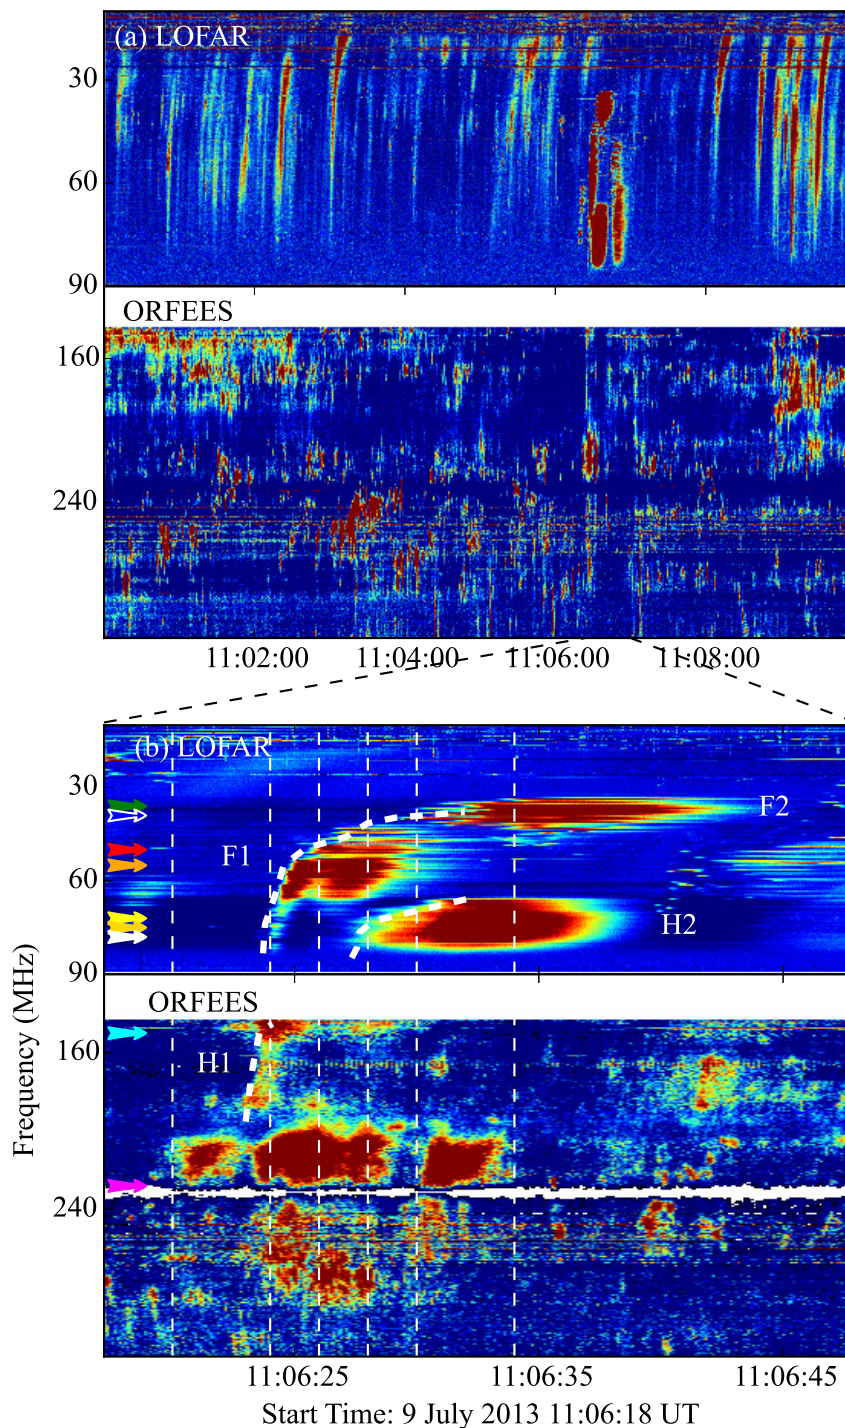 (a) LOFAR
30
60
90
ORFEES
160
240
11:02:00 11:04:00 11:06:00 11:08:00
(b) LOFAR
30
F2
F1
60
H2
90
ORFEES
H1
160
240
Frequency (MHz)
11:06:25 11:06:35 11:06:45
Start Time: 9 July 2013 11:06:18 UT